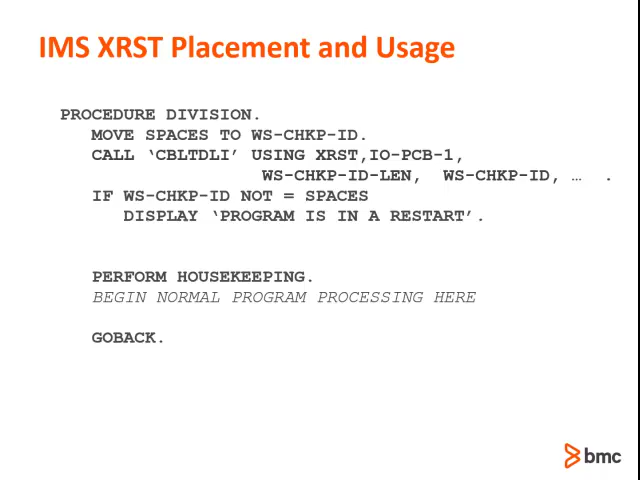 IMS XRST Placement and Usage
PROCEDURE DIVISION.
MOVE SPACES TO WS-CHKP-ID.
CALL ‘CBLTDLI’ USING XRST,IO-PCB-1,
WS-CHKP-ID-LEN, WS-CHKP-ID, … .
IF WS-CHKP-ID NOT = SPACES
DISPLAY ‘PROGRAM IS IN A RESTART’.
PERFORM HOUSEKEEPING.
BEGIN NORMAL PROGRAM PROCESSING HERE
GOBACK.
bmc